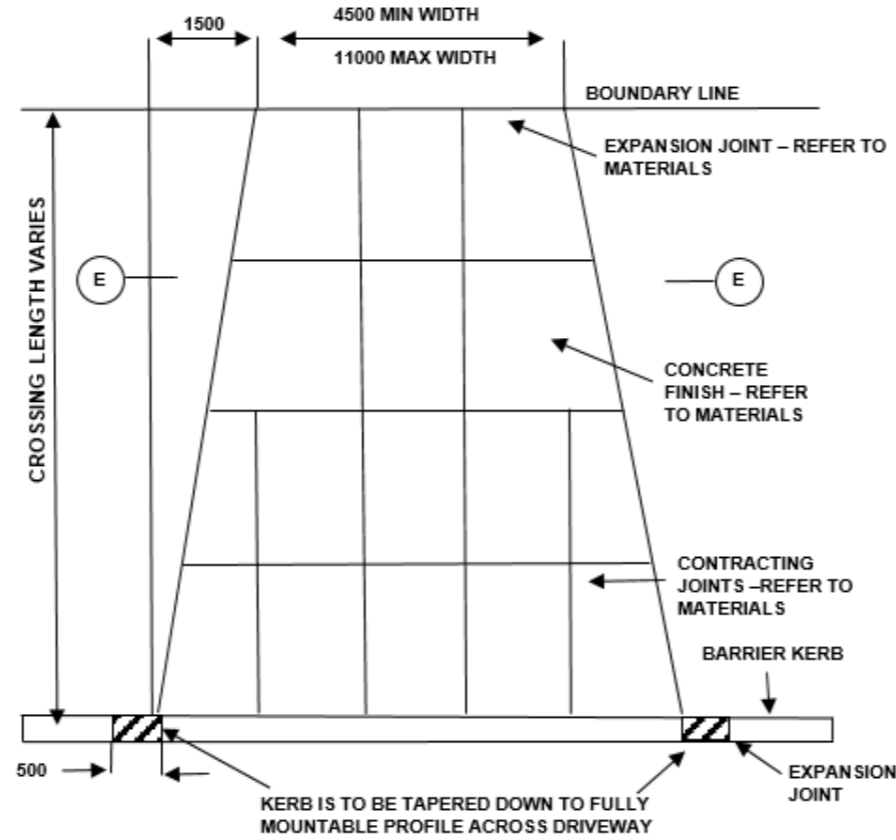 1500
4500 MIN WIDTH
11000 MAX WIDTH
BOUNDARY LINE
EXPANSION JOINT – REFER TO
MATERIALS
CROSSING LENGTH VARIES
E
E
CONCRETE
FINISH – REFER
TO MATERIALS
CONTRACTING
JOINTS –REFER TO
MATERIALS
BARRIER KERB
500
EXPANSION
JOINT
KERB IS TO BE TAPERED DOWN TO FULLY
MOUNTABLE PROFILE ACROSS DRIVEWAY